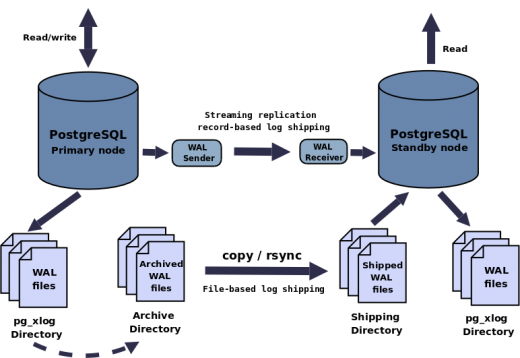 Read/write
Read
PostgreSQL
Primary node
Streaming replication
record-based log shipping
WAL
Sender
WAL
Receiver
PostgreSQL
Standby node
WAL
files
pg_xlog
Directory
Archived
WAL
files
Archive
Directory
copy / rsync
File-based log shipping
Shipped
WAL
files
Shipping
Directory
WAL
files
pg_xlog
Directory